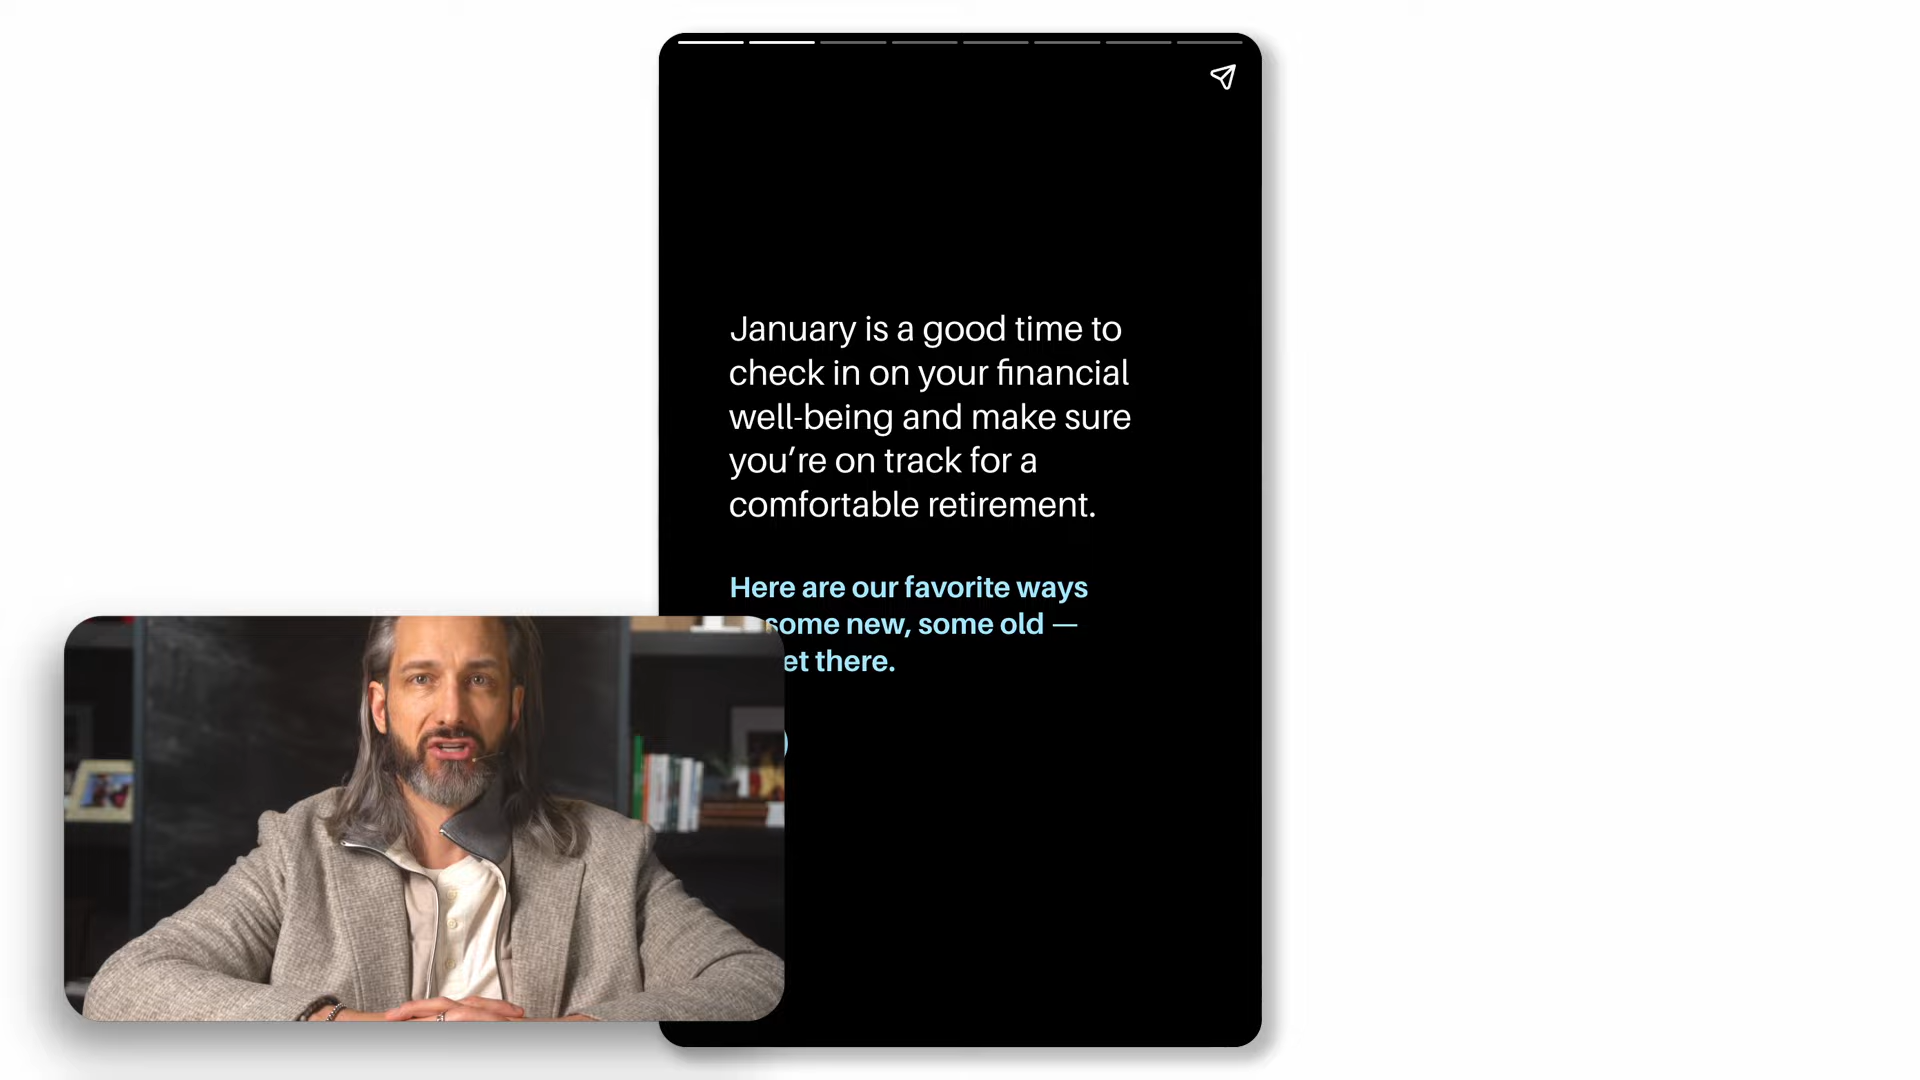 January is a good time to
check in on your financial
well-being and make sure
you’re on track for a
comfortable retirement.
Here are our favorite ways
some new, some old —
there.